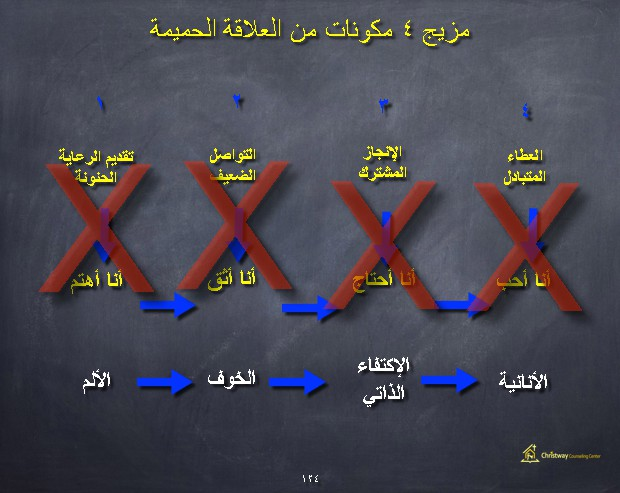 مزيج ٤ مكونات من العلاقة الحميمة
١
٢
٣
٤
تقديم الرعاية
الحنونة
التواصل
الضعيف
الإنجاز
المشترك
العطاء
المتبادل
أنا أهتم
أنا أثق
أنا أحتاج
أنا أحب
الألم
الخوف
الإكتفاء
الذاتي
الأنانية
Christway Counseling Center
١٢٤